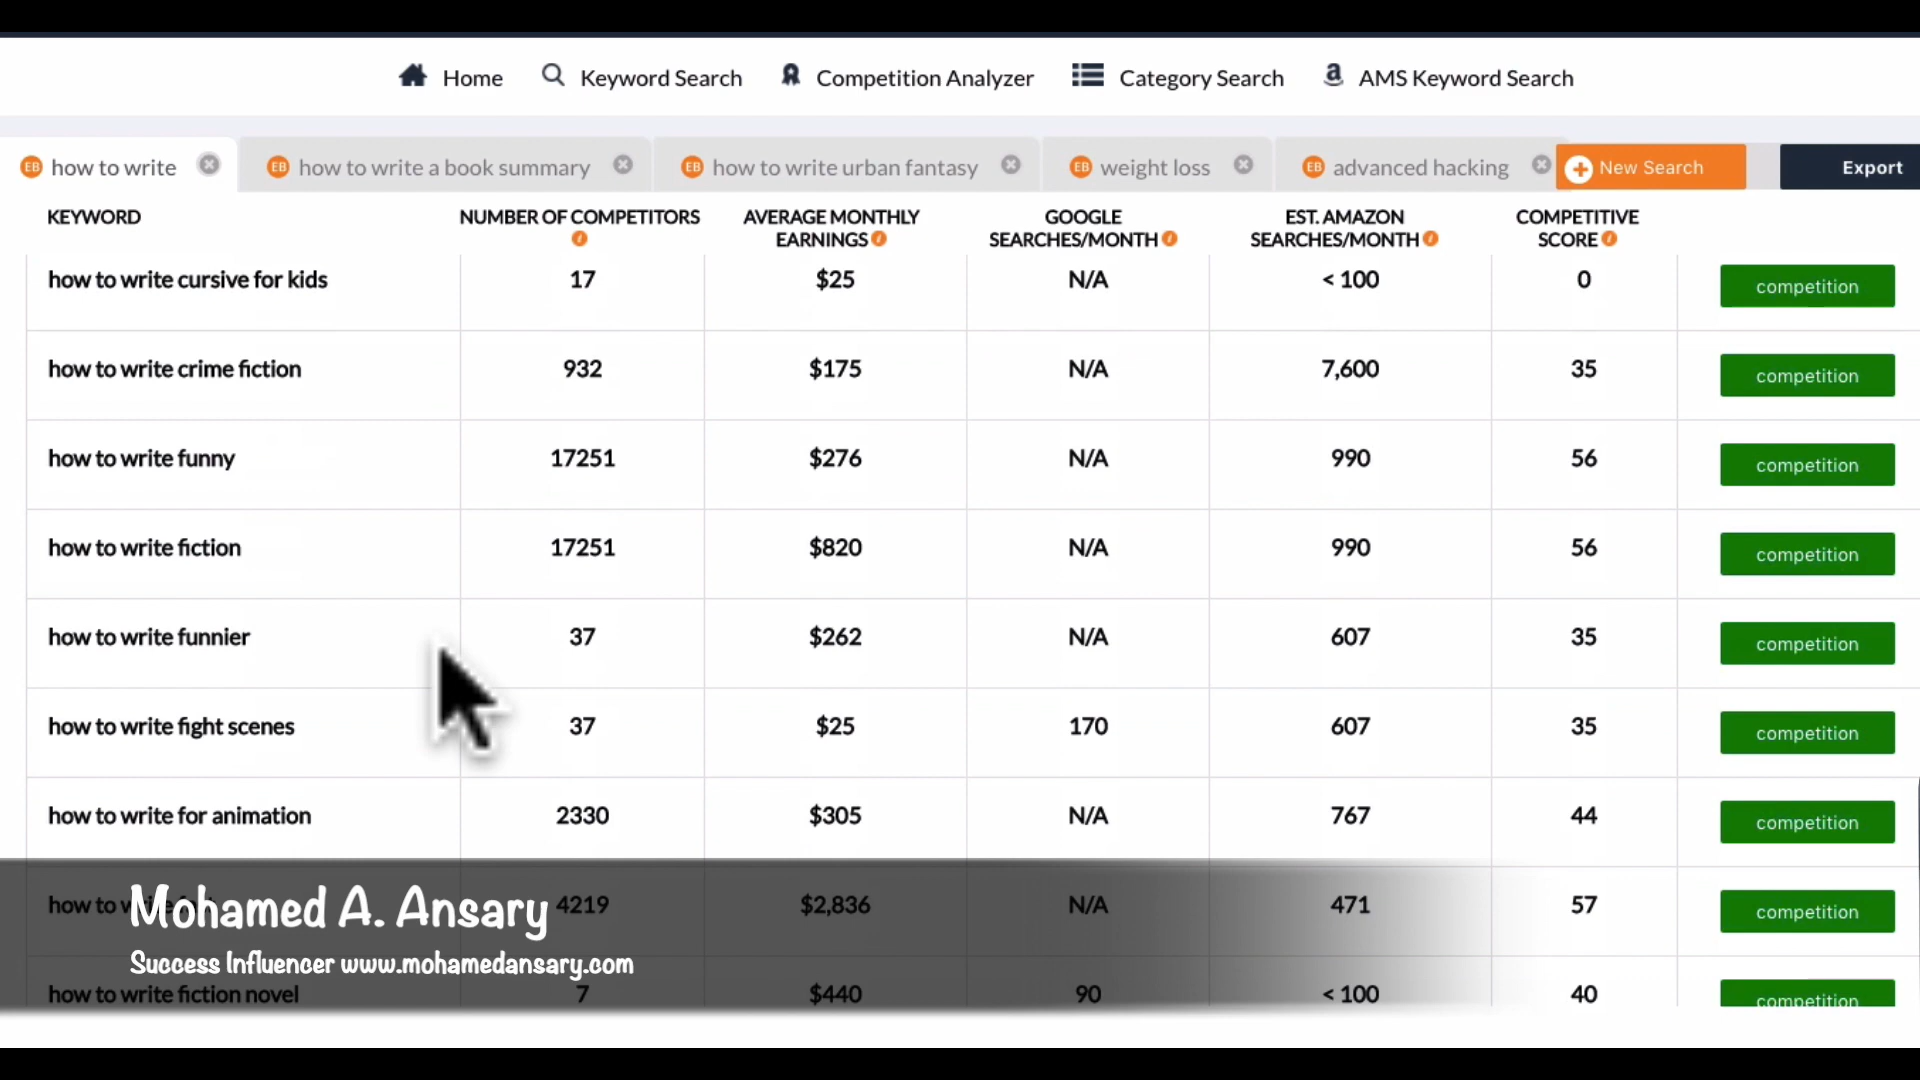 Home Keyword Search Competition Analyzer Category Search AMS Keyword Search
EB how to write EB how to write a book summary EB how to write urban fantasy EB weight loss EB advanced hacking New Search Export
KEYWORD NUMBER OF COMPETITORS AVERAGE MONTHLY EARNINGS GOOGLE SEARCHES/MONTH EST. AMAZON SEARCHES/MONTH COMPETITIVE SCORE
how to write cursive for kids 17 $25 N/A < 100 0 competition
how to write crime fiction 932 $175 N/A 7,600 35 competition
how to write funny 17251 $276 N/A 990 56 competition
how to write fiction 17251 $820 N/A 990 56 competition
how to write funnier 37 $262 N/A 607 35 competition
how to write fight scenes 37 $25 170 607 35 competition
how to write for animation 2330 $305 N/A 767 44 competition
how to 4219 $2,836 N/A 471 57 competition
Mohamed A. Ansary
Success Influencer www.mohamedansary.com
how to write fiction novel 7 $440 90 < 100 40 competition